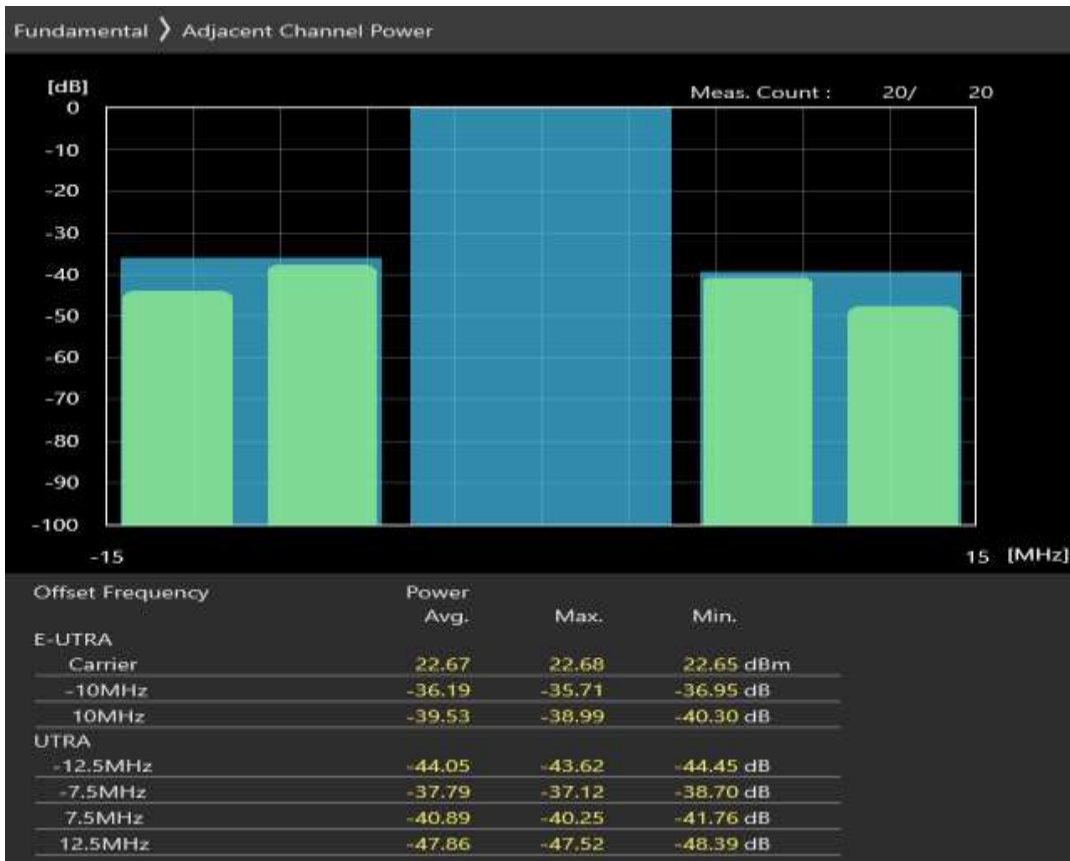 Fundamental 〉 Adjacent Channel Power
[dB]
Meas. Count : 20/ 20
0
-10
-20
-30
-40
-50
-60
-70
-80
-90
-100
-15 15 [MHz]
Offset Frequency Power
Avg. Max. Min.
E-UTRA
Carrier 22.67 22.68 22.65 dBm
-10MHz -36.19 -35.71 -36.95 dB
10MHz -39.53 -38.99 -40.30 dB
UTRA
-12.5MHz -44.05 -43.62 -44.45 dB
-7.5MHz -37.79 -37.12 -38.70 dB
7.5MHz -40.89 -40.25 -41.76 dB
12.5MHz -47.86 -47.52 -48.39 dB